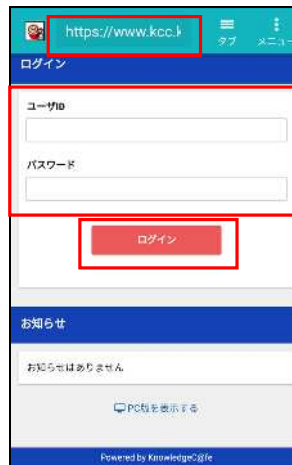 https://www.kcc.k
タブ
メニュー
ログイン
ユーザID
パスワード
ログイン
お知らせ
お知らせはありません
PC版を表示する
Powered by KnowledgeC@fe